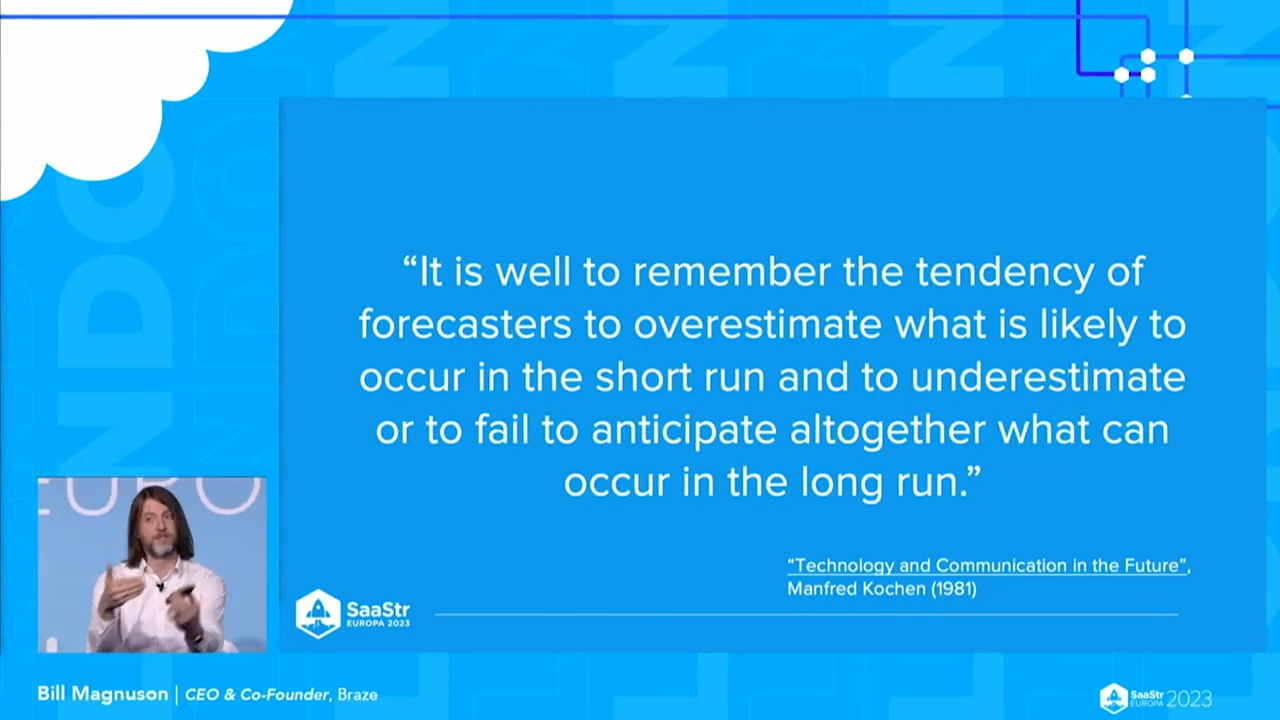 “It is well to remember the tendency of
forecasters to overestimate what is likely to
occur in the short run and to underestimate
or to fail to anticipate altogether what can
occur in the long run.”
“Technology and Communication in the Future”,
Manfred Kochen (1981)
SaaStr
EUROPA 2023
EURO
Bill Magnuson | CEO & Co-Founder, Braze
SaaStr
EUROPA
2023